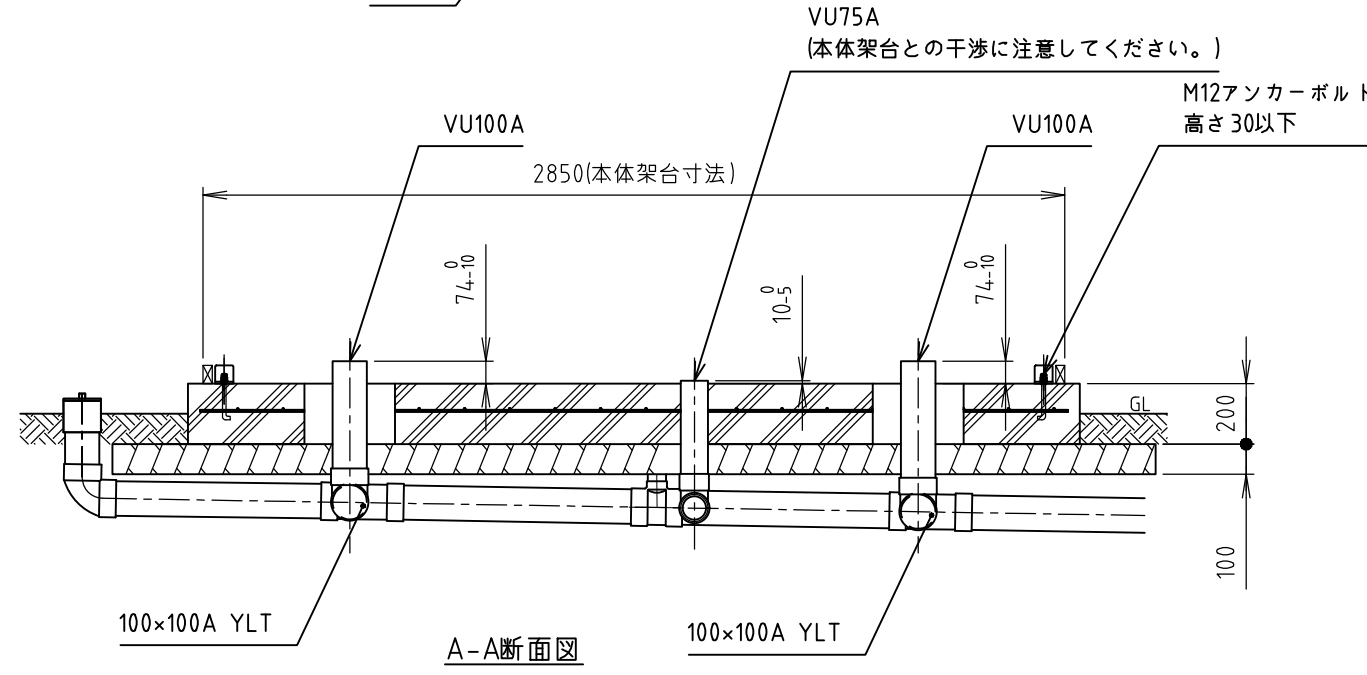 VU75A
(本体架台との干渉に注意してください。)
M12アンカーボルト
高さ30以下
VU100A
VU100A
2850(本体架台寸法)
74 0 -10
10 0 -5
74 0 -10
GL
200
100
100×100A YLT
100×100A YLT
A-A断面図